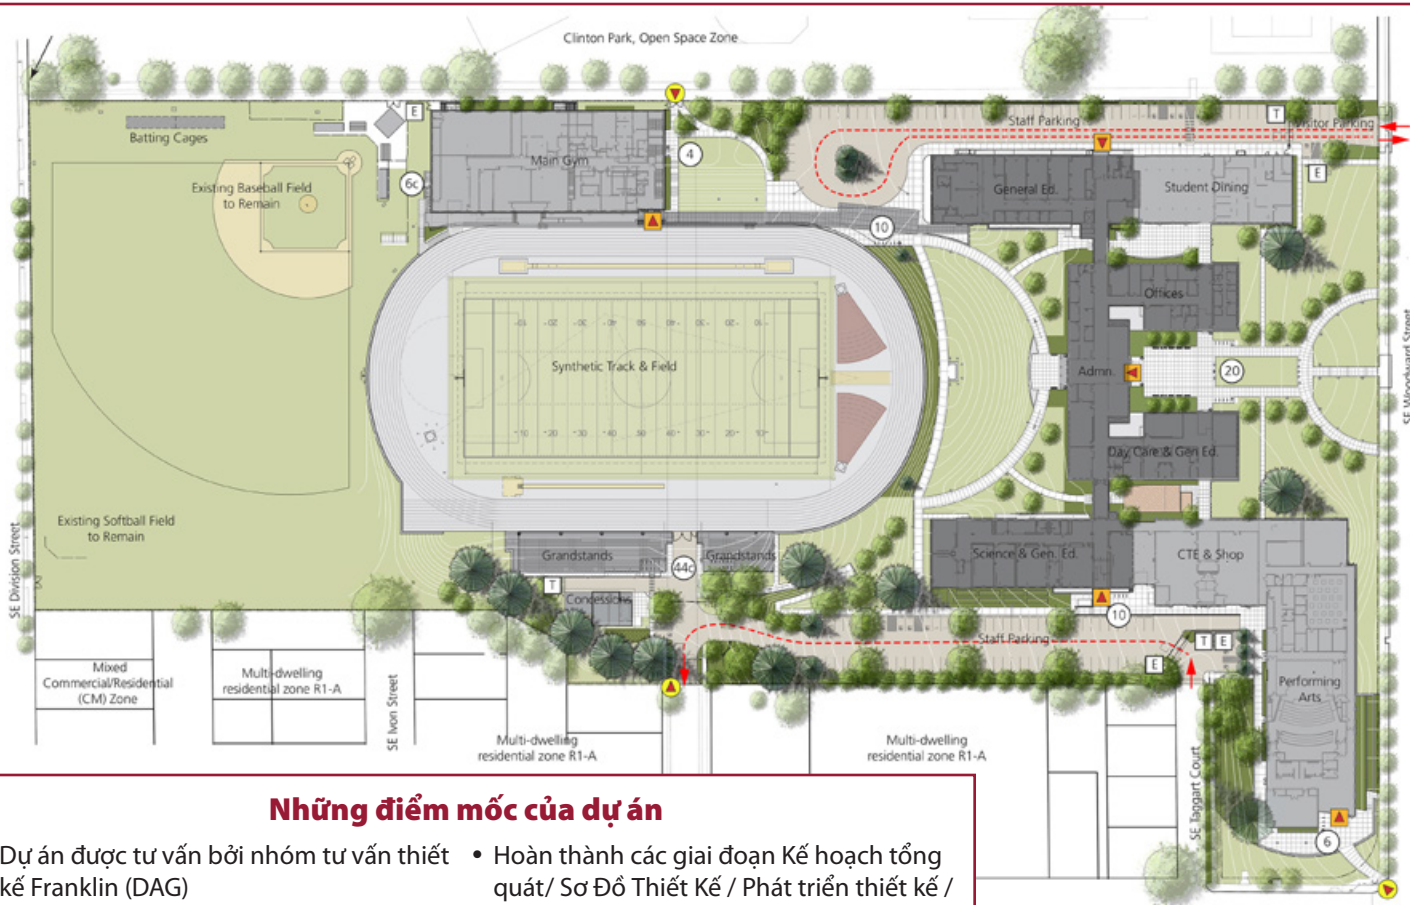 Clinton Park, Open Space Zone
Batting Cages
E
Main Gym
4
Staff Parking
T
Visitor Parking
E
6c
Existing Baseball Field
to Remain
General Ed.
Student Dining
10
Offices
Synthetic Track & Field
Admn.
20
SE Woodward Street
Day Care & Gen Ed.
Existing Softball Field
to Remain
SE Division Street
Grandstands
Grandstands
44c
Science & Gen. Ed.
CTE & Shop
T
Concessions
10
Staff Parking
T
E
E
Mixed
Commercial/Residential
(CM) Zone
Multi-dwelling
residential zone R1-A
SE Ivon Street
Multi-dwelling
residential zone R1-A
Multi-dwelling
residential zone R1-A
Performing
Arts
SE Taggart Court
6
Những điểm mốc của dự án
Dự án được tư vấn bởi nhóm tư vấn thiết
kế Franklin (DAG)
• Hoàn thành các giai đoạn Kế hoạch tổng
quát/ Sơ Đồ Thiết Kế / Phát triển thiết kế /